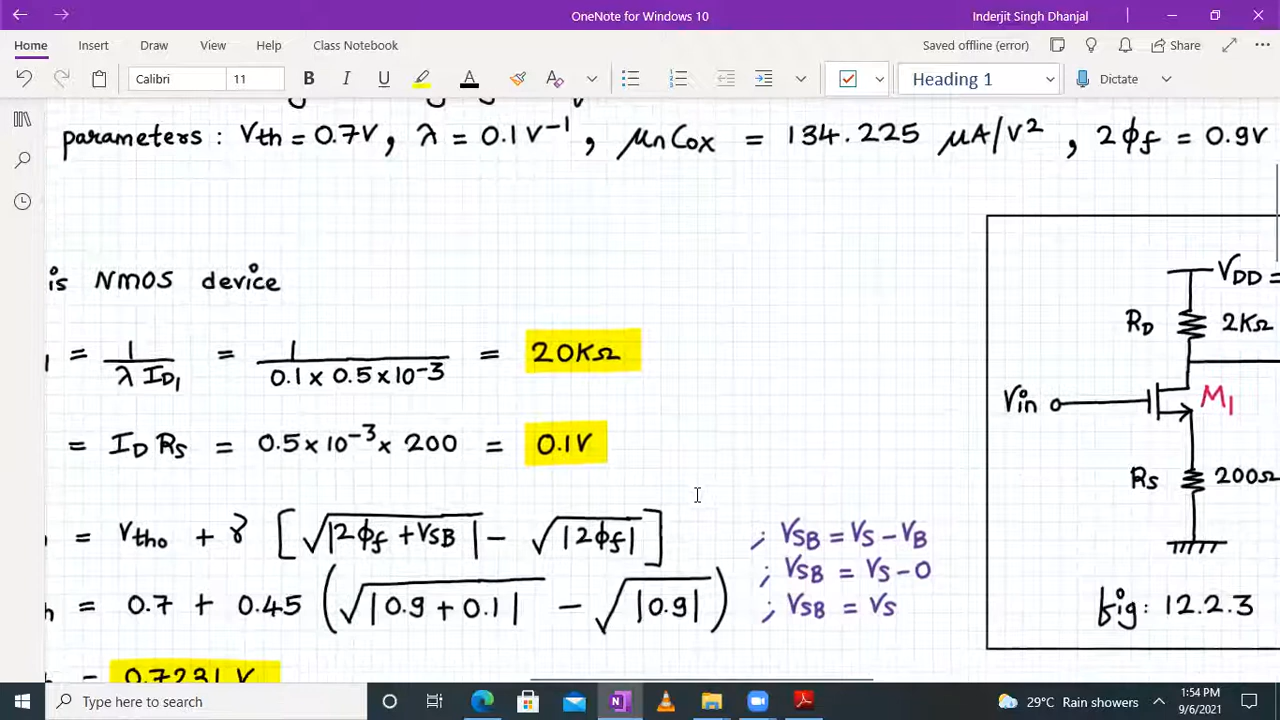 OneNote for Windows 10
Inderjit Singh Dhanjal
Home Insert Draw View Help Class Notebook
Saved offline (error)
Share
Calibri 11 B I U A
Heading 1
Dictate
parameters : Vth = 0.7V, λ = 0.1 V⁻¹, μnCox = 134.225 μA/V², 2ϕf = 0.9V
is NMOS device
= 1/(λ ID1) = 1/(0.1 x 0.5 x 10⁻³) = 20KΩ
= ID RS = 0.5 x 10⁻³ x 200 = 0.1V
= Vtho + γ [√|2ϕf + VSB| − √|2ϕf|]
; VSB = VS − VB
; VSB = VS − 0
= 0.7 + 0.45 (√|0.9 + 0.1| − √|0.9|)
; VSB = VS
= 0.7231 V
VDD =
RD 2KΩ
Vin M1
RS 200Ω
fig: 12.2.3
Type here to search
29°C Rain showers
1:54 PM
9/6/2021